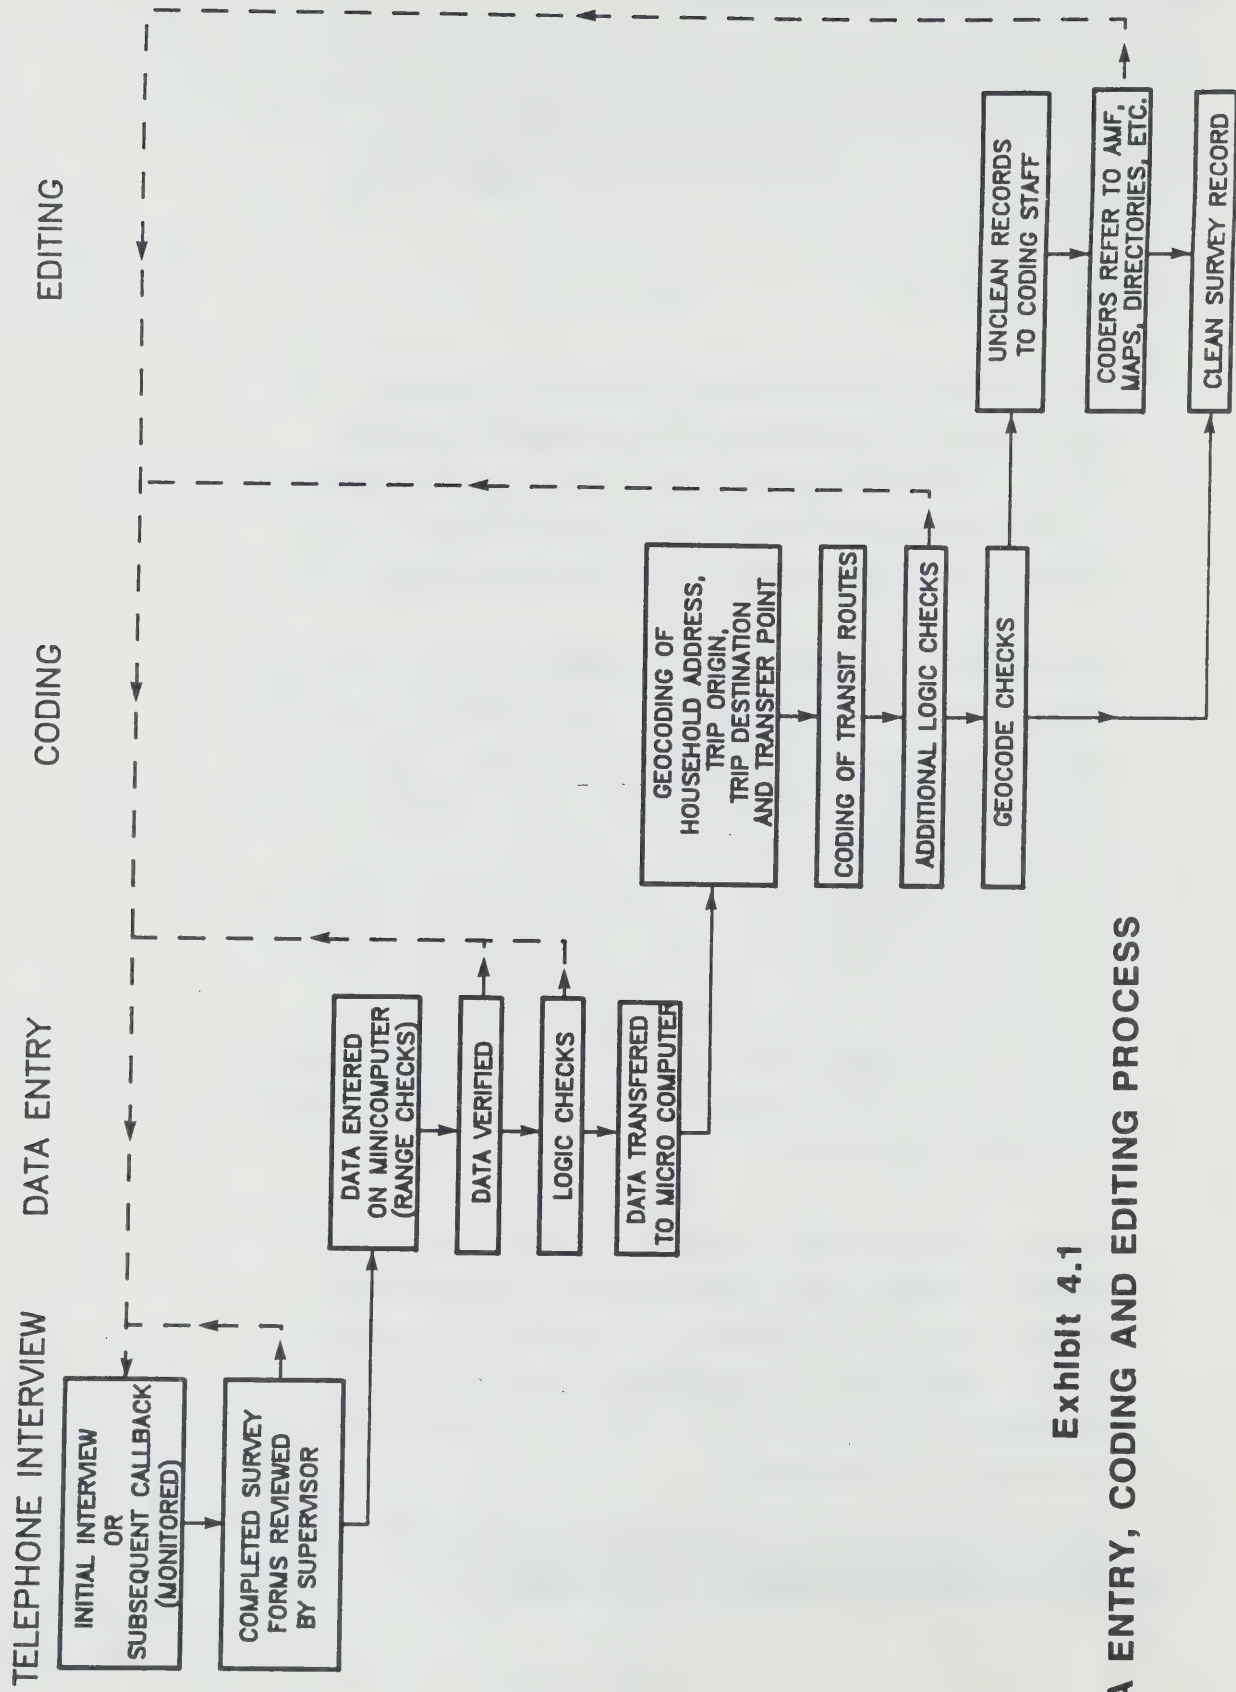 TELEPHONE INTERVIEW
DATA ENTRY
CODING
EDITING
INITIAL INTERVIEW
OR
SUBSEQUENT CALLBACK
(MONITORED)
COMPLETED SURVEY
FORMS REVIEWED
BY SUPERVISOR
DATA ENTERED
ON MINICOMPUTER
(RANGE CHECKS)
DATA VERIFIED
LOGIC CHECKS
DATA TRANSFERED
TO MICRO COMPUTER
GEOCODING OF
HOUSEHOLD ADDRESS,
TRIP ORIGIN,
TRIP DESTINATION
AND TRANSFER POINT
CODING OF TRANSIT ROUTES
ADDITIONAL LOGIC CHECKS
GEOCODE CHECKS
UNCLEAN RECORDS
TO CODING STAFF
CODERS REFER TO AMF,
MAPS, DIRECTORIES, ETC.
CLEAN SURVEY RECORD
Exhibit 4.1
A ENTRY, CODING AND EDITING PROCESS